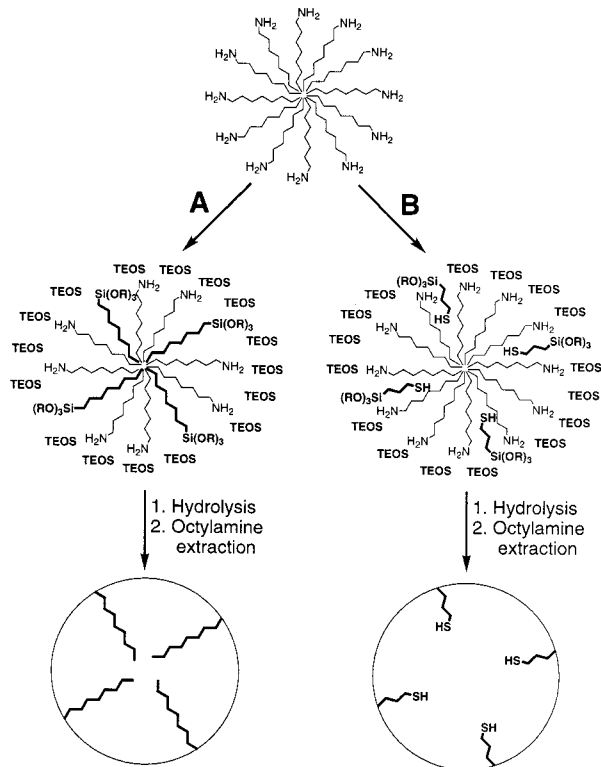 NH₂
NH₂
NH₂
H₂N
NH₂
H₂N
NH₂
H₂N
NH₂
H₂N
NH₂
NH₂
A
B
TEOS
TEOS
TEOS
NH₂
TEOS
Si(OR)₃
NH₂
TEOS
TEOS
Si(OR)₃
H₂N
TEOS
TEOS
NH₂
H₂N
TEOS
TEOS
TEOS
NH₂
(RO)₃Si
TEOS
TEOS
Si(OR)₃
H₂N
NH₂
TEOS
TEOS
TEOS
TEOS
TEOS
(RO)₃Si
TEOS
NH₂
TEOS
NH₂
NH₂
TEOS
HS
TEOS
NH₂
H₂N
Si(OR)₃
HS
TEOS
TEOS
H₂N
NH₂
TEOS
SH
(RO)₃Si
NH₂
TEOS
H₂N
SH
TEOS
TEOS
TEOS
H₂N
NH₂
TEOS
NH₂
Si(OR)₃
TEOS
TEOS
1. Hydrolysis
2. Octylamine
extraction
1. Hydrolysis
2. Octylamine
extraction
HS
HS
SH
SH